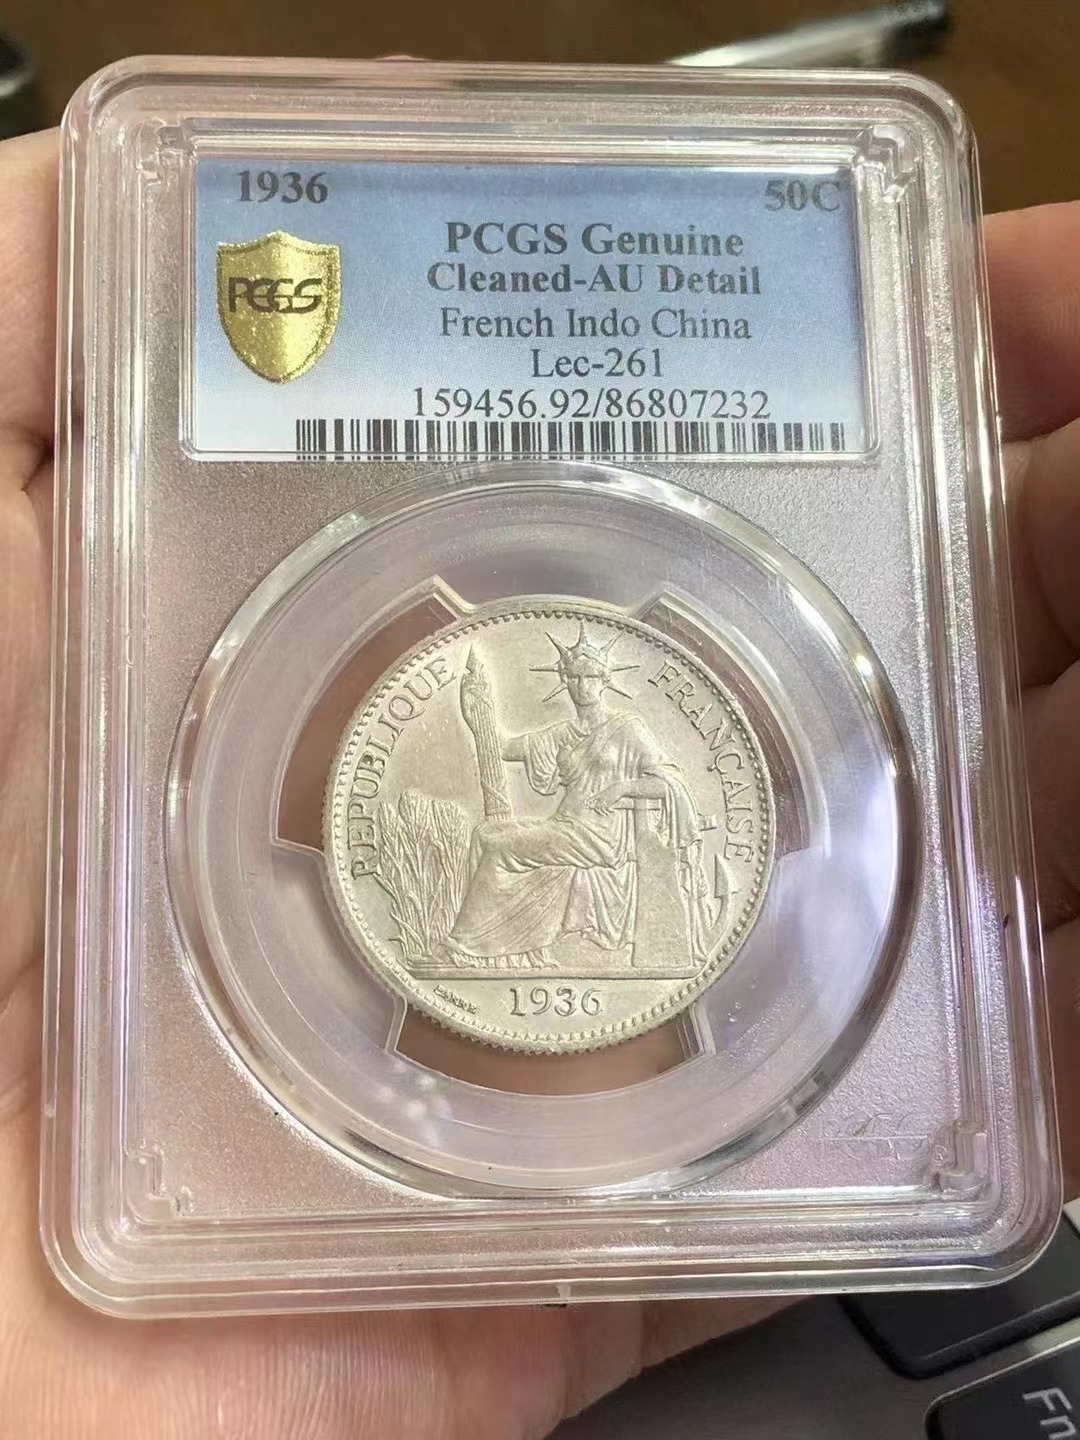 1936 50C
PCGS Genuine
PCGS
Cleaned-AU Detail
French Indo China
Lec-261
159456.92/86807232
REPUBLIQUE FRANÇAISE
1936
Fn